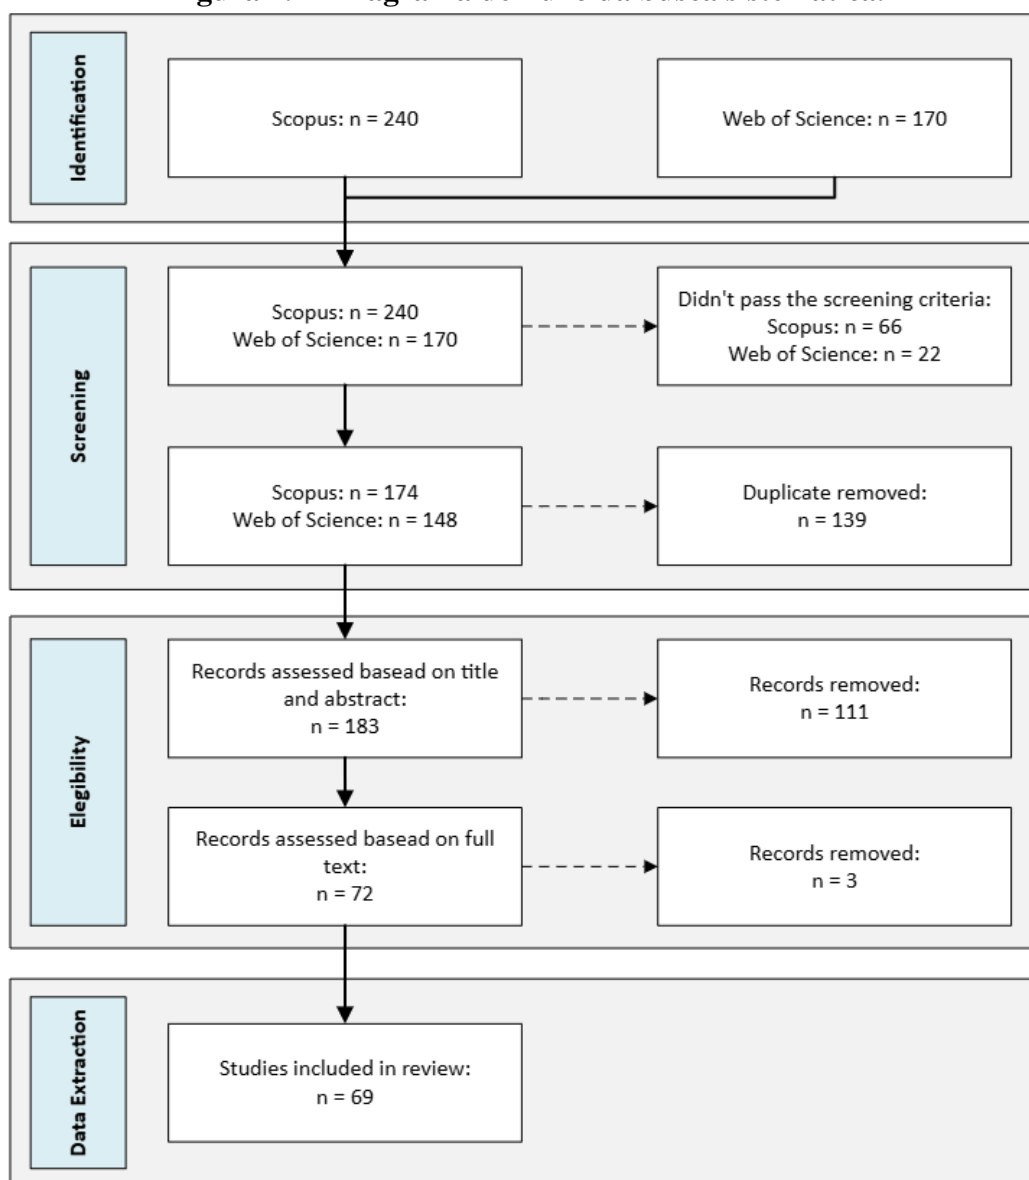 Identification
Scopus: n = 240
Web of Science: n = 170
Screening
Scopus: n = 240
Web of Science: n = 170
Didn't pass the screening criteria:
Scopus: n = 66
Web of Science: n = 22
Scopus: n = 174
Web of Science: n = 148
Duplicate removed:
n = 139
Elegibility
Records assessed basead on title
and abstract:
n = 183
Records removed:
n = 111
Records assessed basead on full
text:
n = 72
Records removed:
n = 3
Data Extraction
Studies included in review:
n = 69